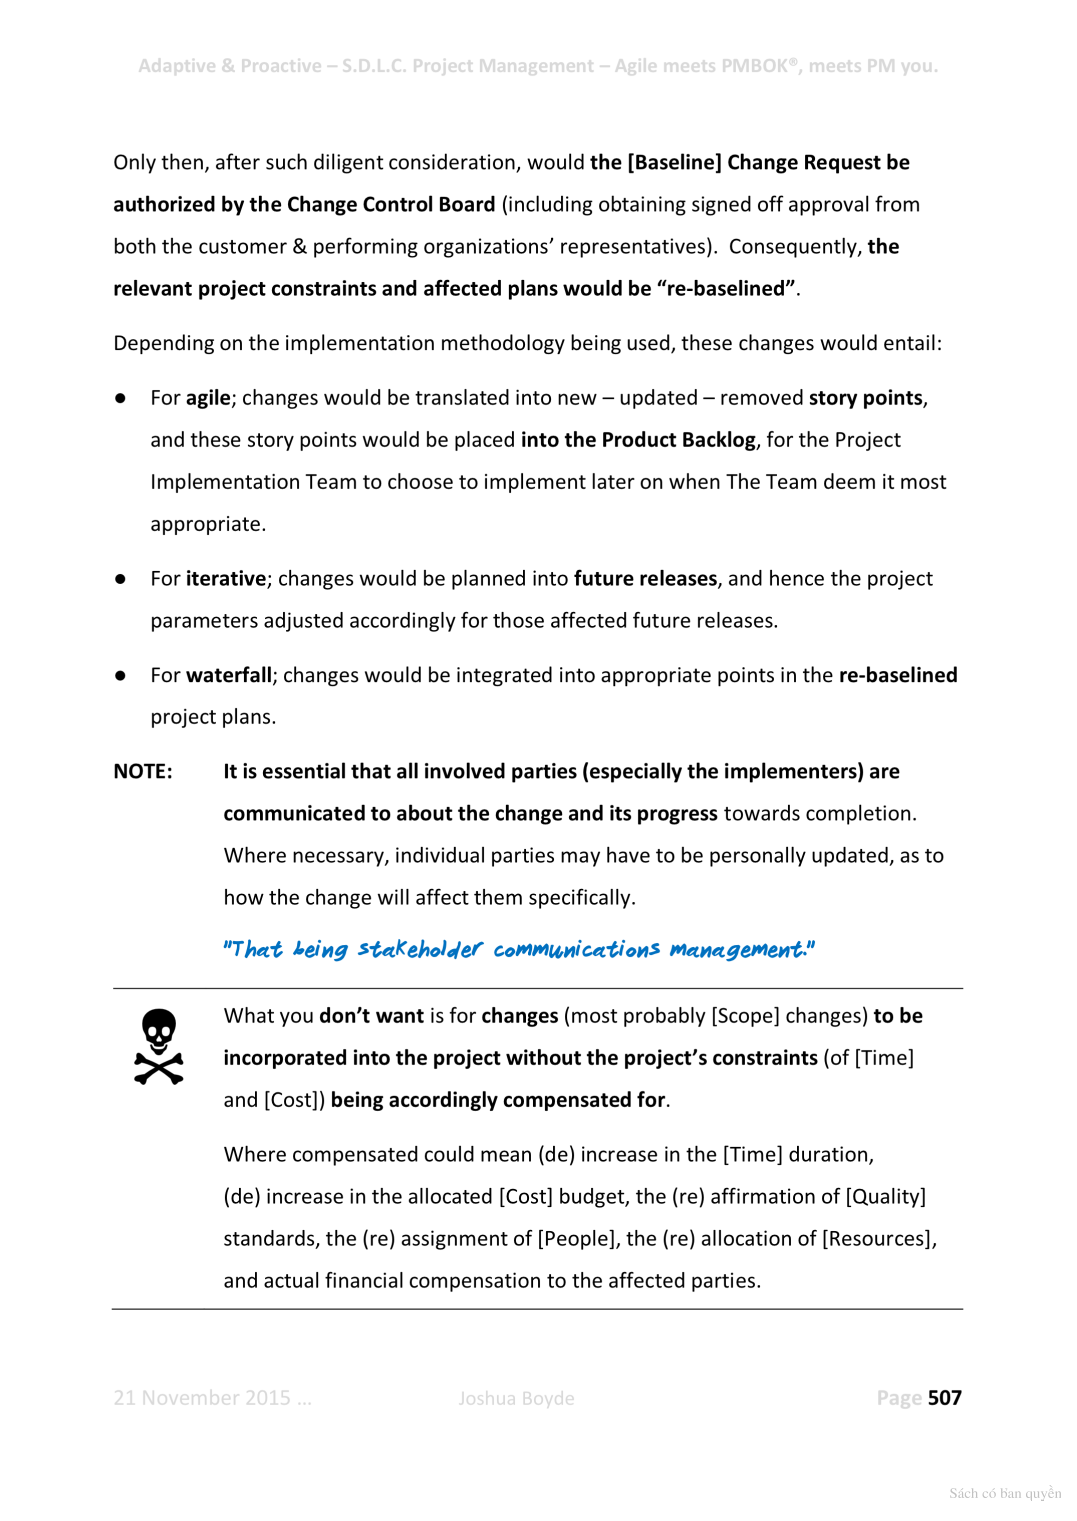 Adaptive & Proactive – S.D.L.C. Project Management – Agile meets PMBOK®, meets PM you.
Only then, after such diligent consideration, would the [Baseline] Change Request be
authorized by the Change Control Board (including obtaining signed off approval from
both the customer & performing organizations’ representatives).  Consequently, the
relevant project constraints and affected plans would be “re-baselined”.
Depending on the implementation methodology being used, these changes would entail:
● For agile; changes would be translated into new – updated – removed story points,
and these story points would be placed into the Product Backlog, for the Project
Implementation Team to choose to implement later on when The Team deem it most
appropriate.
● For iterative; changes would be planned into future releases, and hence the project
parameters adjusted accordingly for those affected future releases.
● For waterfall; changes would be integrated into appropriate points in the re-baselined
project plans.
NOTE: It is essential that all involved parties (especially the implementers) are
communicated to about the change and its progress towards completion.
Where necessary, individual parties may have to be personally updated, as to
how the change will affect them specifically.
"That being stakeholder communications management."
What you don’t want is for changes (most probably [Scope] changes) to be
incorporated into the project without the project’s constraints (of [Time]
and [Cost]) being accordingly compensated for.
Where compensated could mean (de) increase in the [Time] duration,
(de) increase in the allocated [Cost] budget, the (re) affirmation of [Quality]
standards, the (re) assignment of [People], the (re) allocation of [Resources],
and actual financial compensation to the affected parties.
21 November 2015 ... Joshua Boyde Page 507
Sách có bản quyền